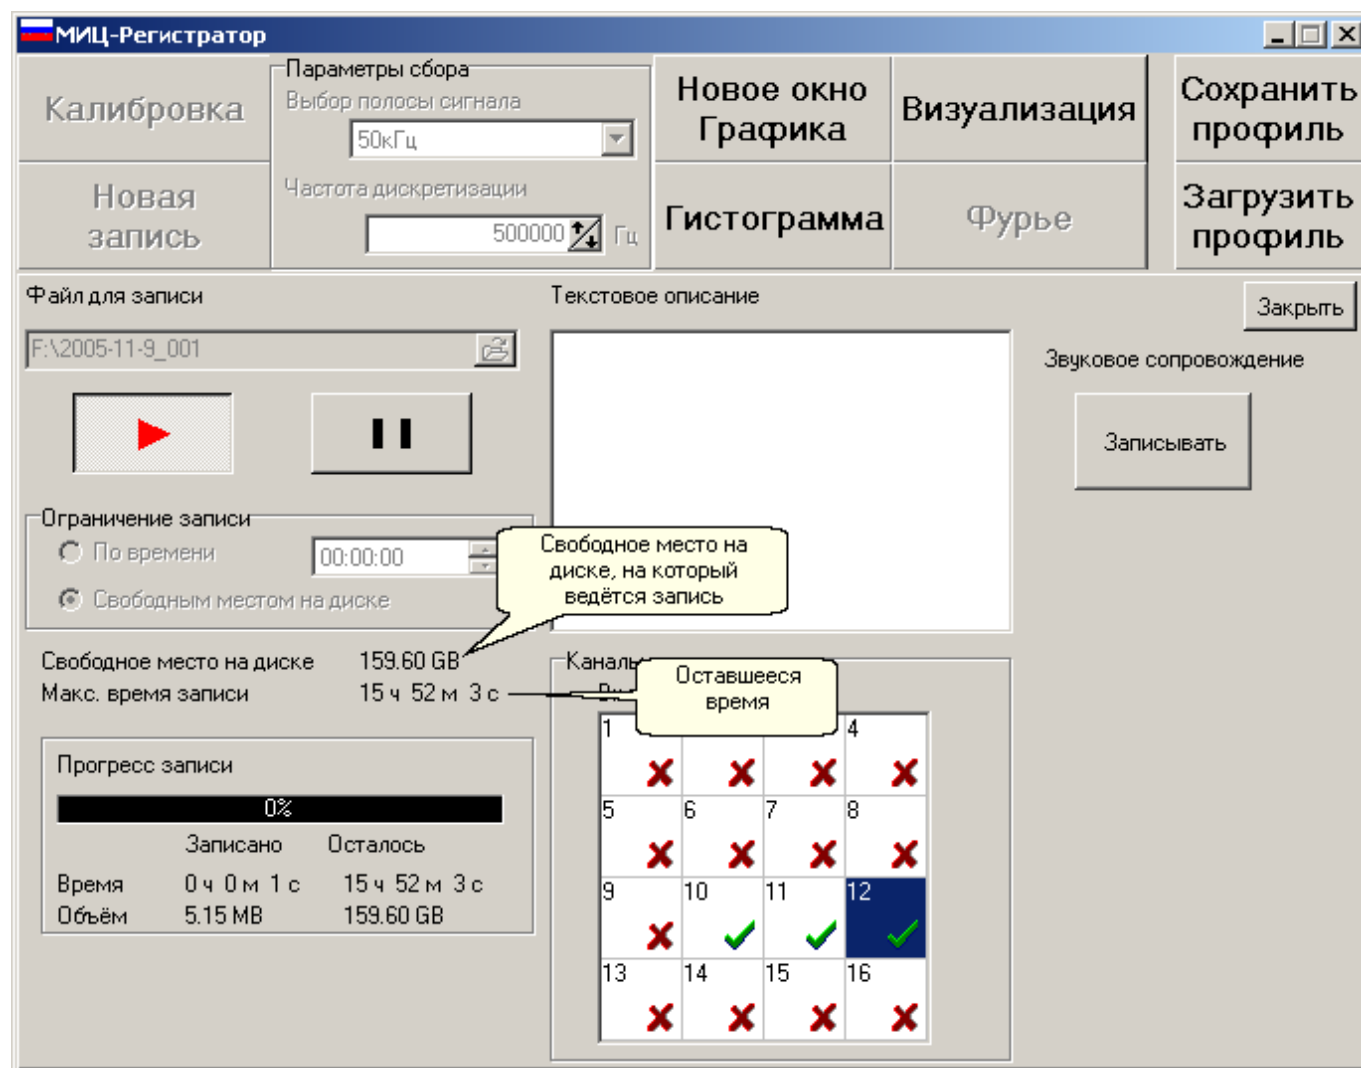 МИЦ-Регистратор
Калибровка
Параметры сбора
Выбор полосы сигнала
50кГц
Частота дискретизации
500000 Гц
Новое окно
Графика
Визуализация
Сохранить
профиль
Новая
запись
Гистограмма
Фурье
Загрузить
профиль
Файл для записи
F:\2005-11-9_001
Текстовое описание
Закрыть
Звуковое сопровождение
Записывать
Ограничение записи
По времени 00:00:00
Свободным местом на диске
Свободное место на
диске, на который
ведётся запись
Свободное место на диске 159.60 GB
Макс. время записи 15 ч 52 м 3 с
Оставшееся
время
Прогресс записи
0%
Записано Осталось
Время 0 ч 0 м 1 с 15 ч 52 м 3 с
Объём 5.15 MB 159.60 GB
Каналы
1 4
5 6 7 8
9 10 11 12
13 14 15 16